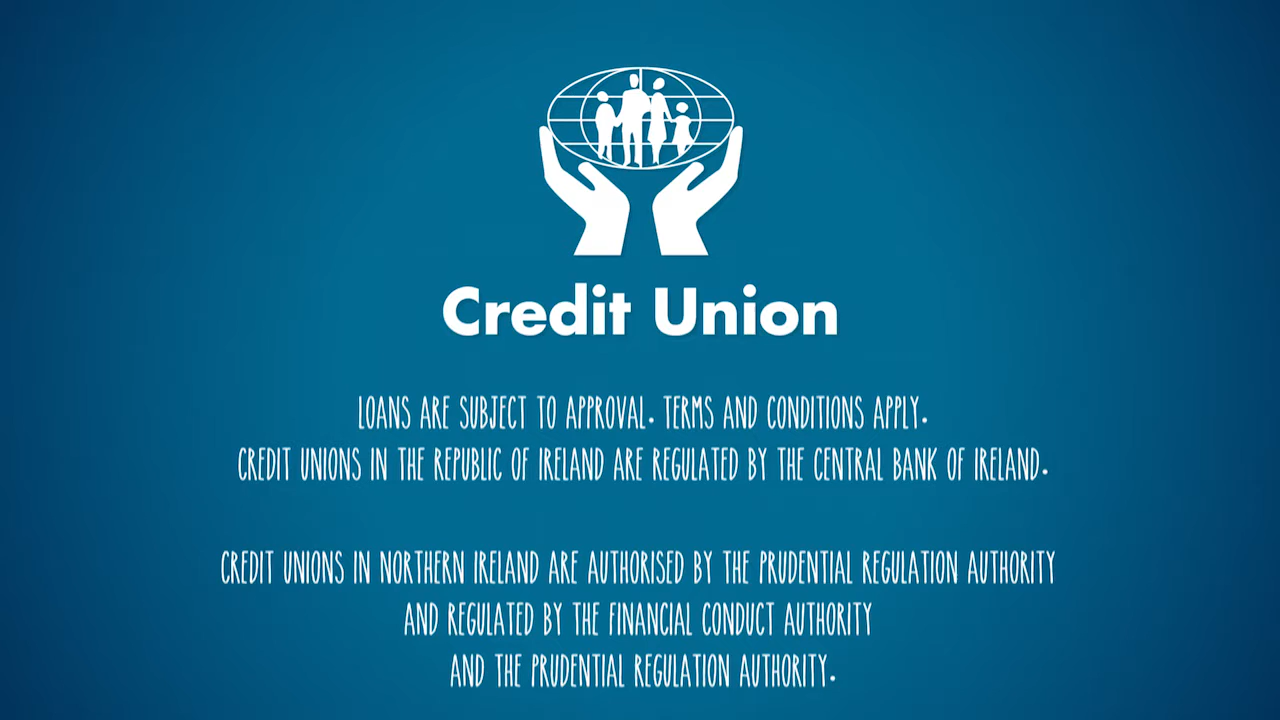 Credit Union
LOANS ARE SUBJECT TO APPROVAL. TERMS AND CONDITIONS APPLY.
CREDIT UNIONS IN THE REPUBLIC OF IRELAND ARE REGULATED BY THE CENTRAL BANK OF IRELAND.
CREDIT UNIONS IN NORTHERN IRELAND ARE AUTHORISED BY THE PRUDENTIAL REGULATION AUTHORITY
AND REGULATED BY THE FINANCIAL CONDUCT AUTHORITY
AND THE PRUDENTIAL REGULATION AUTHORITY.